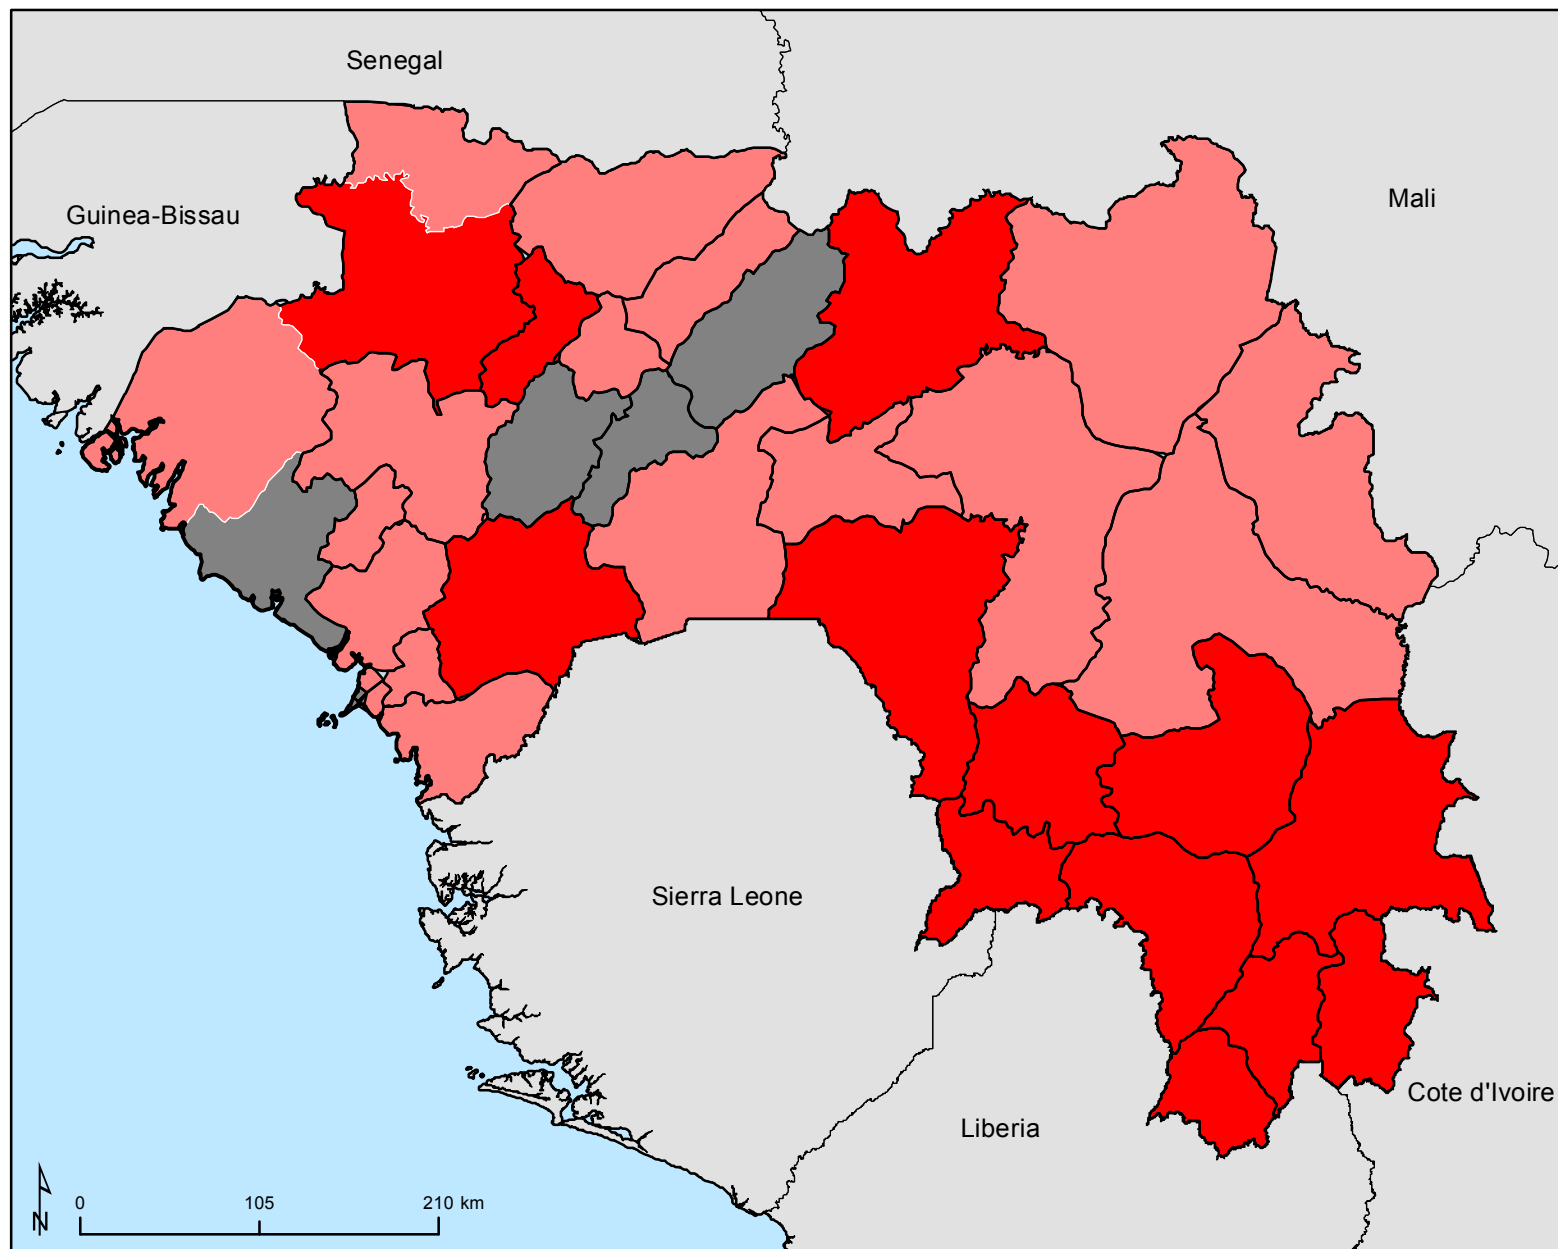 Senegal
Mali
Guinea-Bissau
Sierra Leone
Cote d'Ivoire
Liberia
N
0 105 210 km